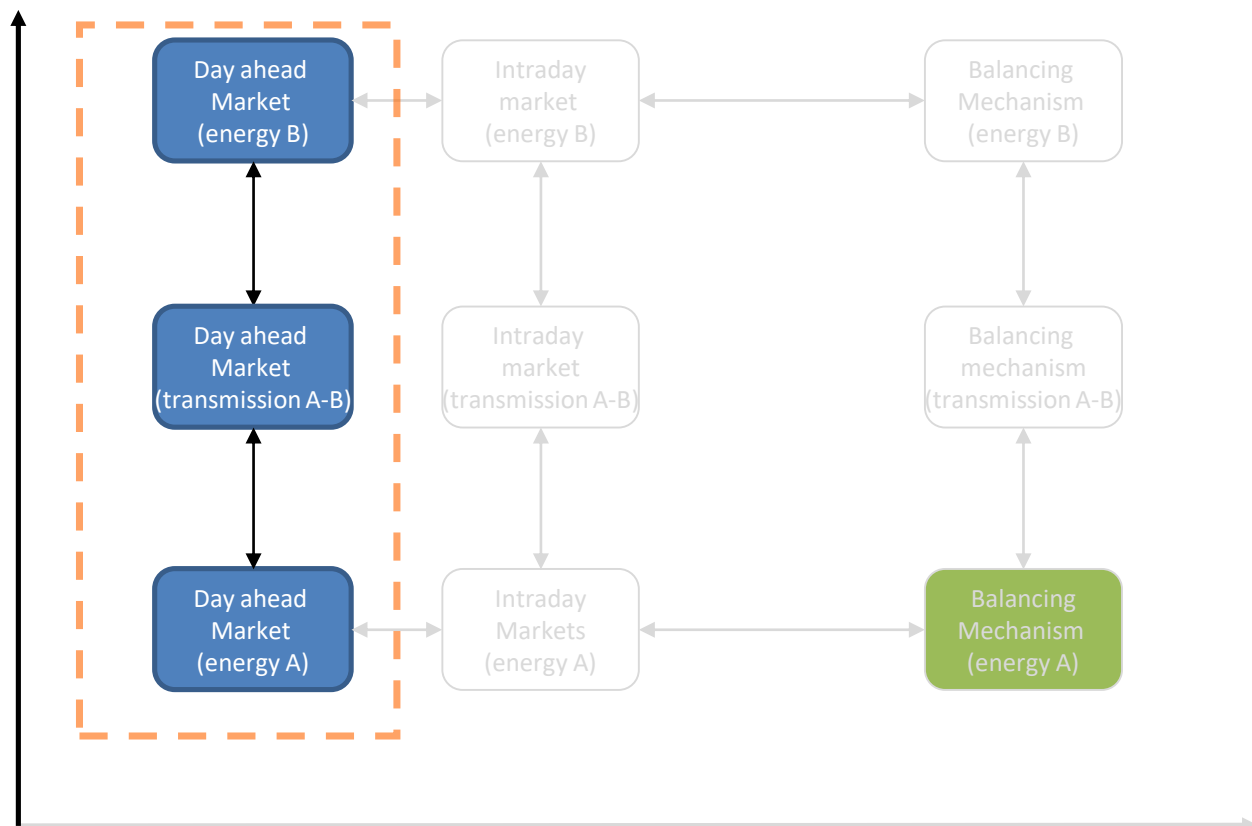 Day ahead
Market
(energy B)
Intraday
market
(energy B)
Balancing
Mechanism
(energy B)
Day ahead
Market
(transmission A-B)
Intraday
market
(transmission A-B)
Balancing
mechanism
(transmission A-B)
Day ahead
Market
(energy A)
Intraday
Markets
(energy A)
Balancing
Mechanism
(energy A)